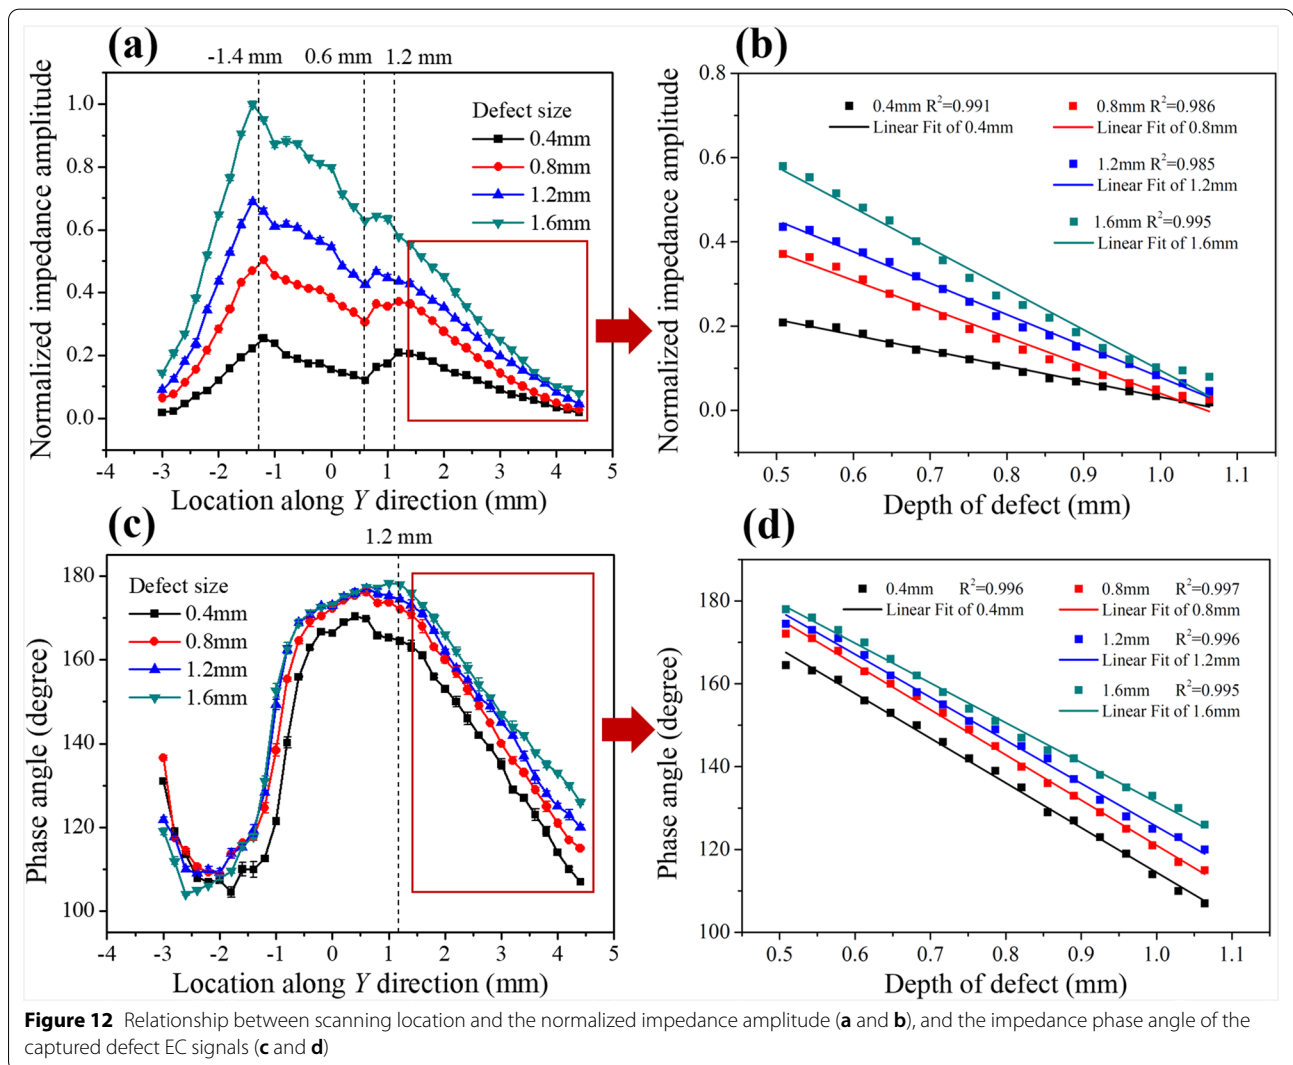 (a)
-1.4 mm 0.6 mm 1.2 mm
Normalized impedance amplitude
1.0
0.8
0.6
0.4
0.2
0.0
Defect size
0.4mm
0.8mm
1.2mm
1.6mm
-3 -2 -1 0 1 2 3 4 5
Location along Y direction (mm)
(b)
Normalized impedance amplitude
0.8
0.6
0.4
0.2
0.0
0.4mm R²=0.991
Linear Fit of 0.4mm
0.8mm R²=0.986
Linear Fit of 0.8mm
1.2mm R²=0.985
Linear Fit of 1.2mm
1.6mm R²=0.995
Linear Fit of 1.6mm
0.5 0.6 0.7 0.8 0.9 1.0 1.1
Depth of defect (mm)
(c)
1.2 mm
Phase angle (degree)
180
160
140
120
100
Defect size
0.4mm
0.8mm
1.2mm
1.6mm
-4 -3 -2 -1 0 1 2 3 4 5
Location along Y direction (mm)
(d)
Phase angle (degree)
180
160
140
120
100
0.4mm R²=0.996
Linear Fit of 0.4mm
0.8mm R²=0.997
Linear Fit of 0.8mm
1.2mm R²=0.996
Linear Fit of 1.2mm
1.6mm R²=0.995
Linear Fit of 1.6mm
0.5 0.6 0.7 0.8 0.9 1.0 1.1
Depth of defect (mm)
Figure 12 Relationship between scanning location and the normalized impedance amplitude (a and b), and the impedance phase angle of the
captured defect EC signals (c and d)